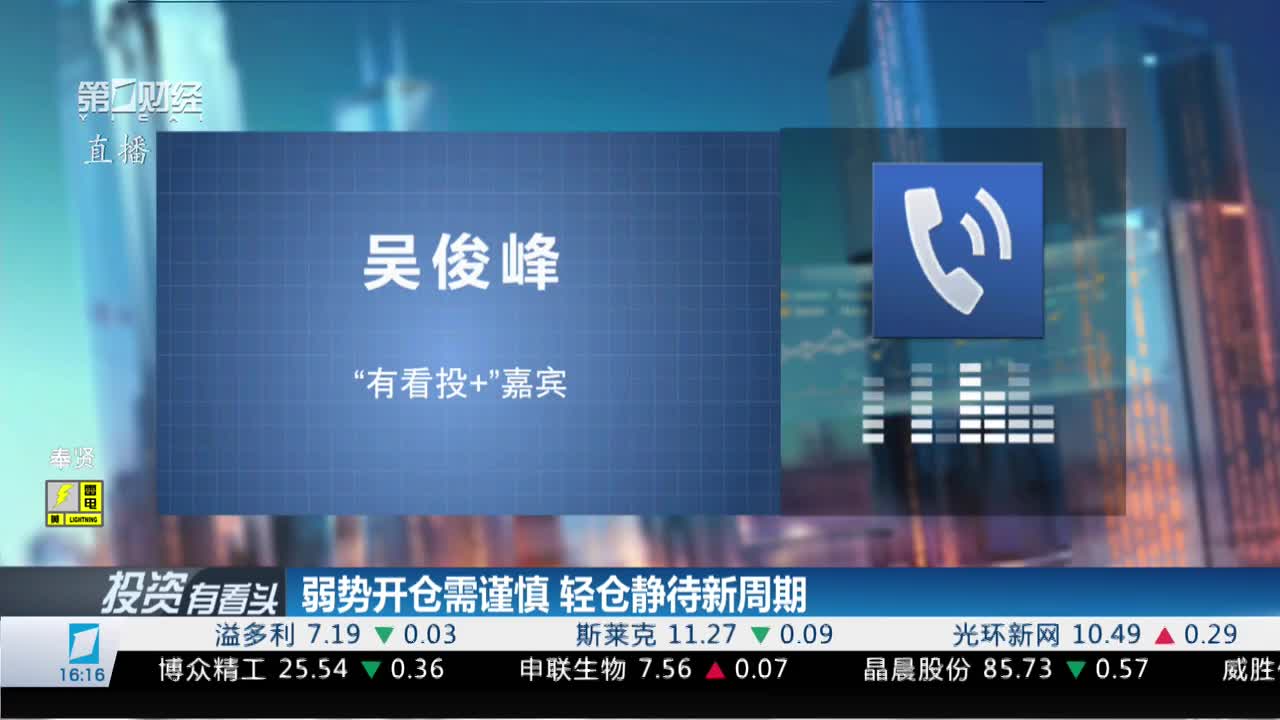 第一财经
YICAI
直播
吴俊峰
“有看投+”嘉宾
奉贤
雷电
黄 LIGHTNING
投资有看头
弱势开仓需谨慎 轻仓静待新周期
溢多利 7.19 ▼ 0.03 斯莱克 11.27 ▼ 0.09 光环新网 10.49 ▲ 0.29
16:16
博众精工 25.54 ▼ 0.36 申联生物 7.56 ▲ 0.07 晶晨股份 85.73 ▼ 0.57 威胜